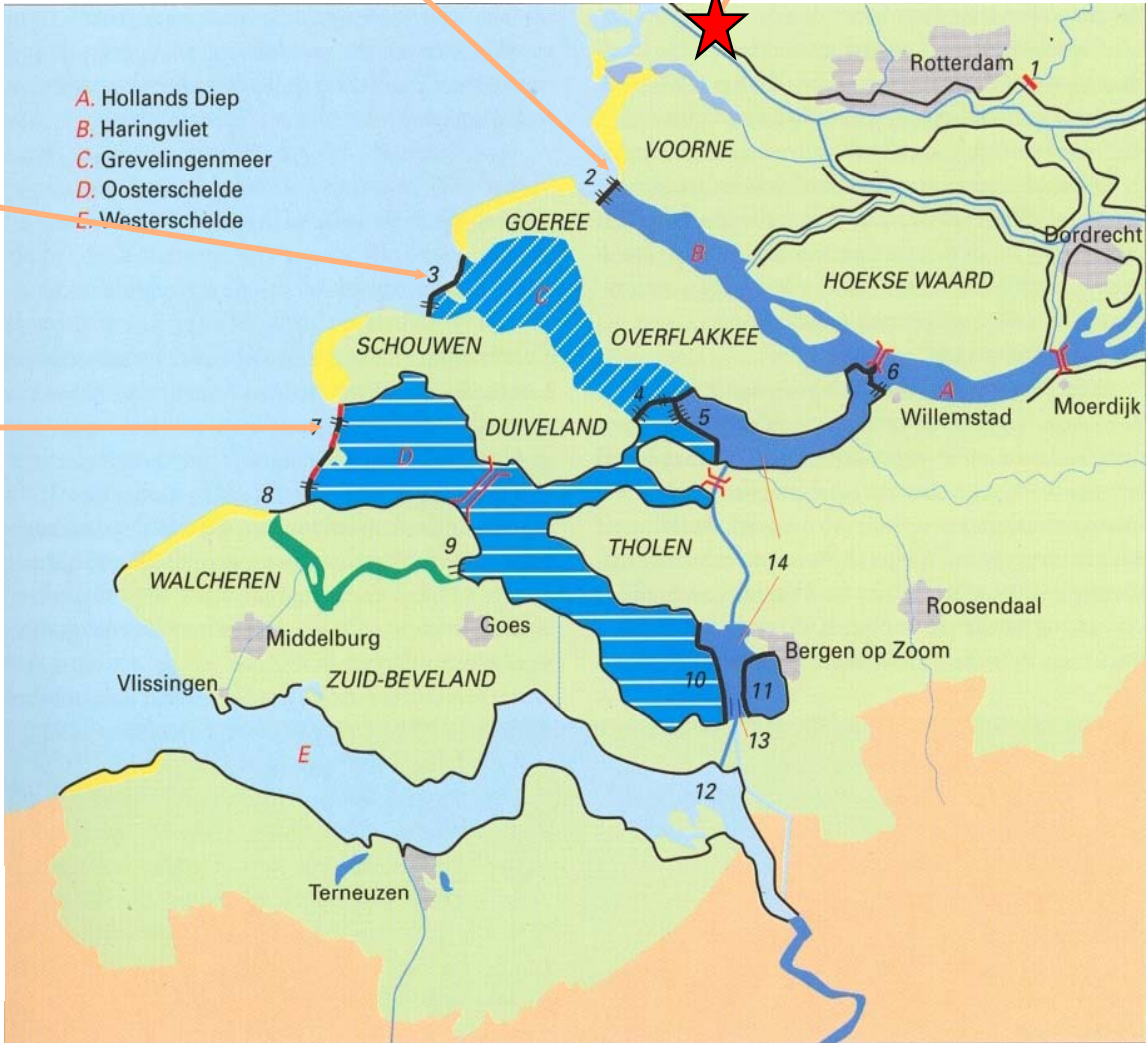 A. Hollands Diep
B. Haringvliet
C. Grevelingenmeer
D. Oosterschelde
E. Westerschelde
Rotterdam
1
VOORNE
2
GOEREE
Dordrecht
B
3
HOEKSE WAARD
C
OVERFLAKKEE
SCHOUWEN
6
A
Willemstad
Moerdijk
4
5
7
DUIVELAND
D
8
9
THOLEN
14
WALCHEREN
Roosendaal
Middelburg
Goes
Bergen op Zoom
Vlissingen
ZUID-BEVELAND
10
11
13
E
12
Terneuzen